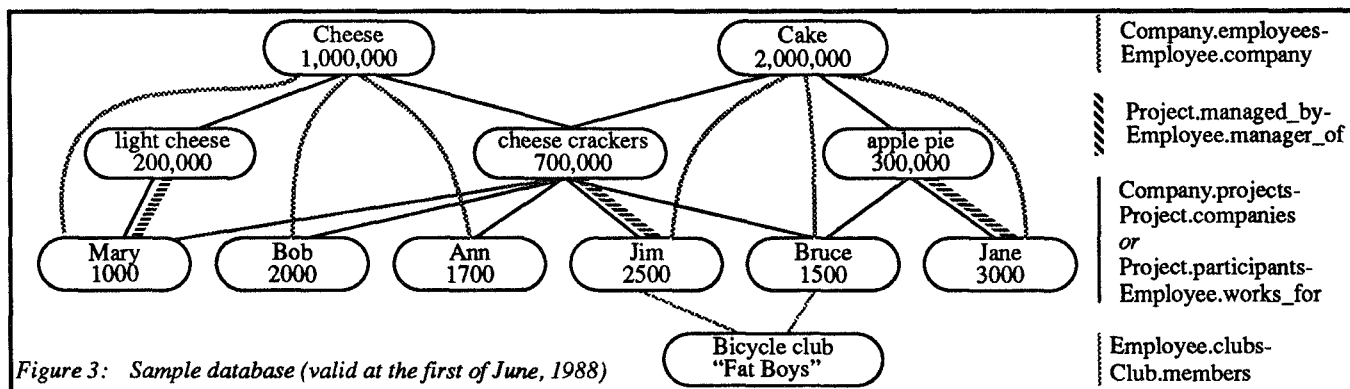 Cheese
1,000,000
Cake
2,000,000
light cheese
200,000
cheese crackers
700,000
apple pie
300,000
Mary
1000
Bob
2000
Ann
1700
Jim
2500
Bruce
1500
Jane
3000
Bicycle club
"Fat Boys"
Company.employees-
Employee.company
Project.managed_by-
Employee.manager_of
Company.projects-
Project.companies
or
Project.participants-
Employee.works_for
Employee.clubs-
Club.members
Figure 3: Sample database (valid at the first of June, 1988)